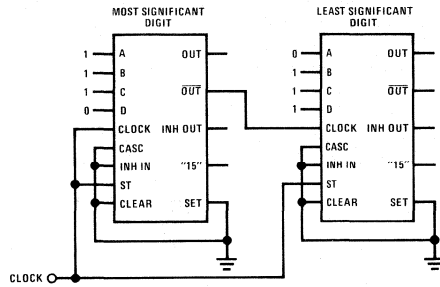 MOST SIGNIFICANT
DIGIT
1 A OUT
1 B
1 C OUT
0 D
CLOCK INH OUT
CASC
INH IN "15"
ST
CLEAR SET
LEAST SIGNIFICANT
DIGIT
0 A OUT
1 B
1 C OUT
1 D
CLOCK INH OUT
CASC
INH IN "15"
ST
CLEAR SET
CLOCK